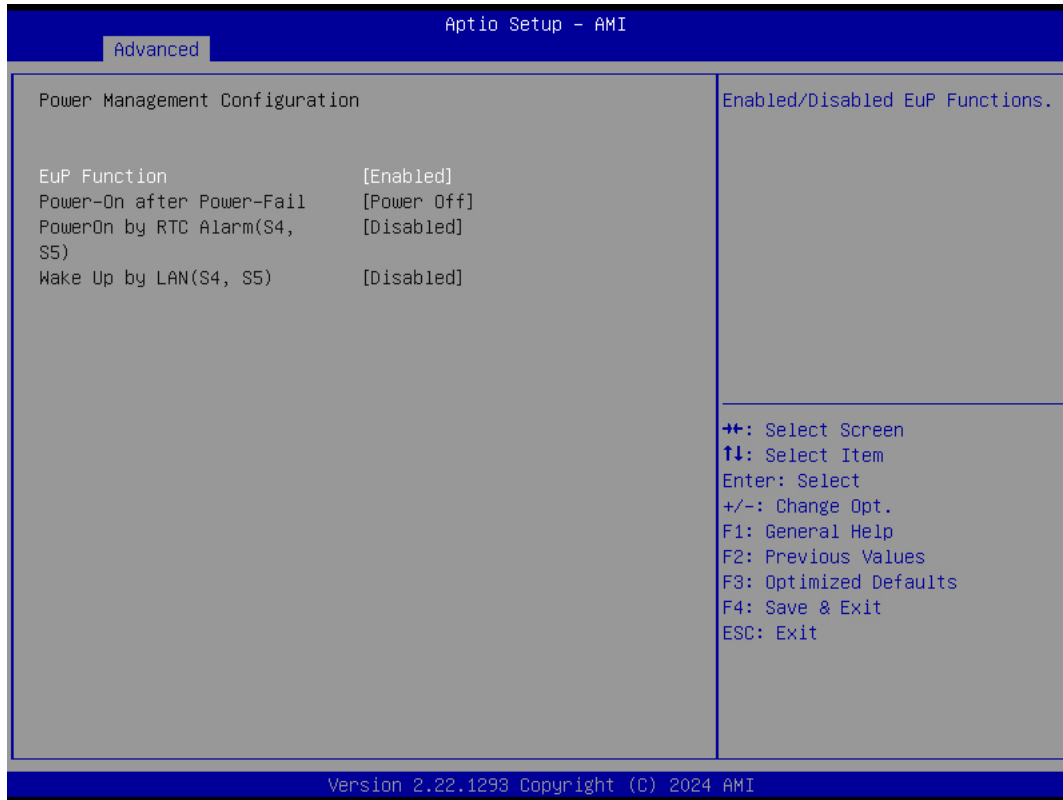 Aptio Setup – AMI
Advanced
Power Management Configuration
EuP Function [Enabled]
Power-On after Power-Fail [Power Off]
PowerOn by RTC Alarm(S4, [Disabled]
S5)
Wake Up by LAN(S4, S5) [Disabled]
Enabled/Disabled EuP Functions.
→←: Select Screen
↑↓: Select Item
Enter: Select
+/-: Change Opt.
F1: General Help
F2: Previous Values
F3: Optimized Defaults
F4: Save & Exit
ESC: Exit
Version 2.22.1293 Copyright (C) 2024 AMI